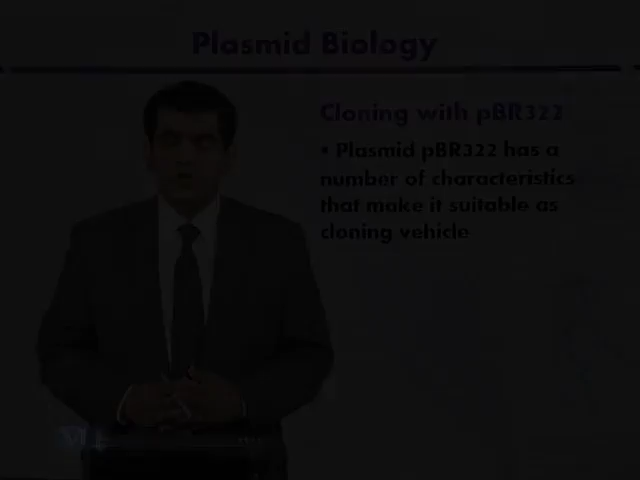 Plasmid Biology
Cloning with pBR322
• Plasmid pBR322 has a
number of characteristics
that make it suitable as
cloning vehicle